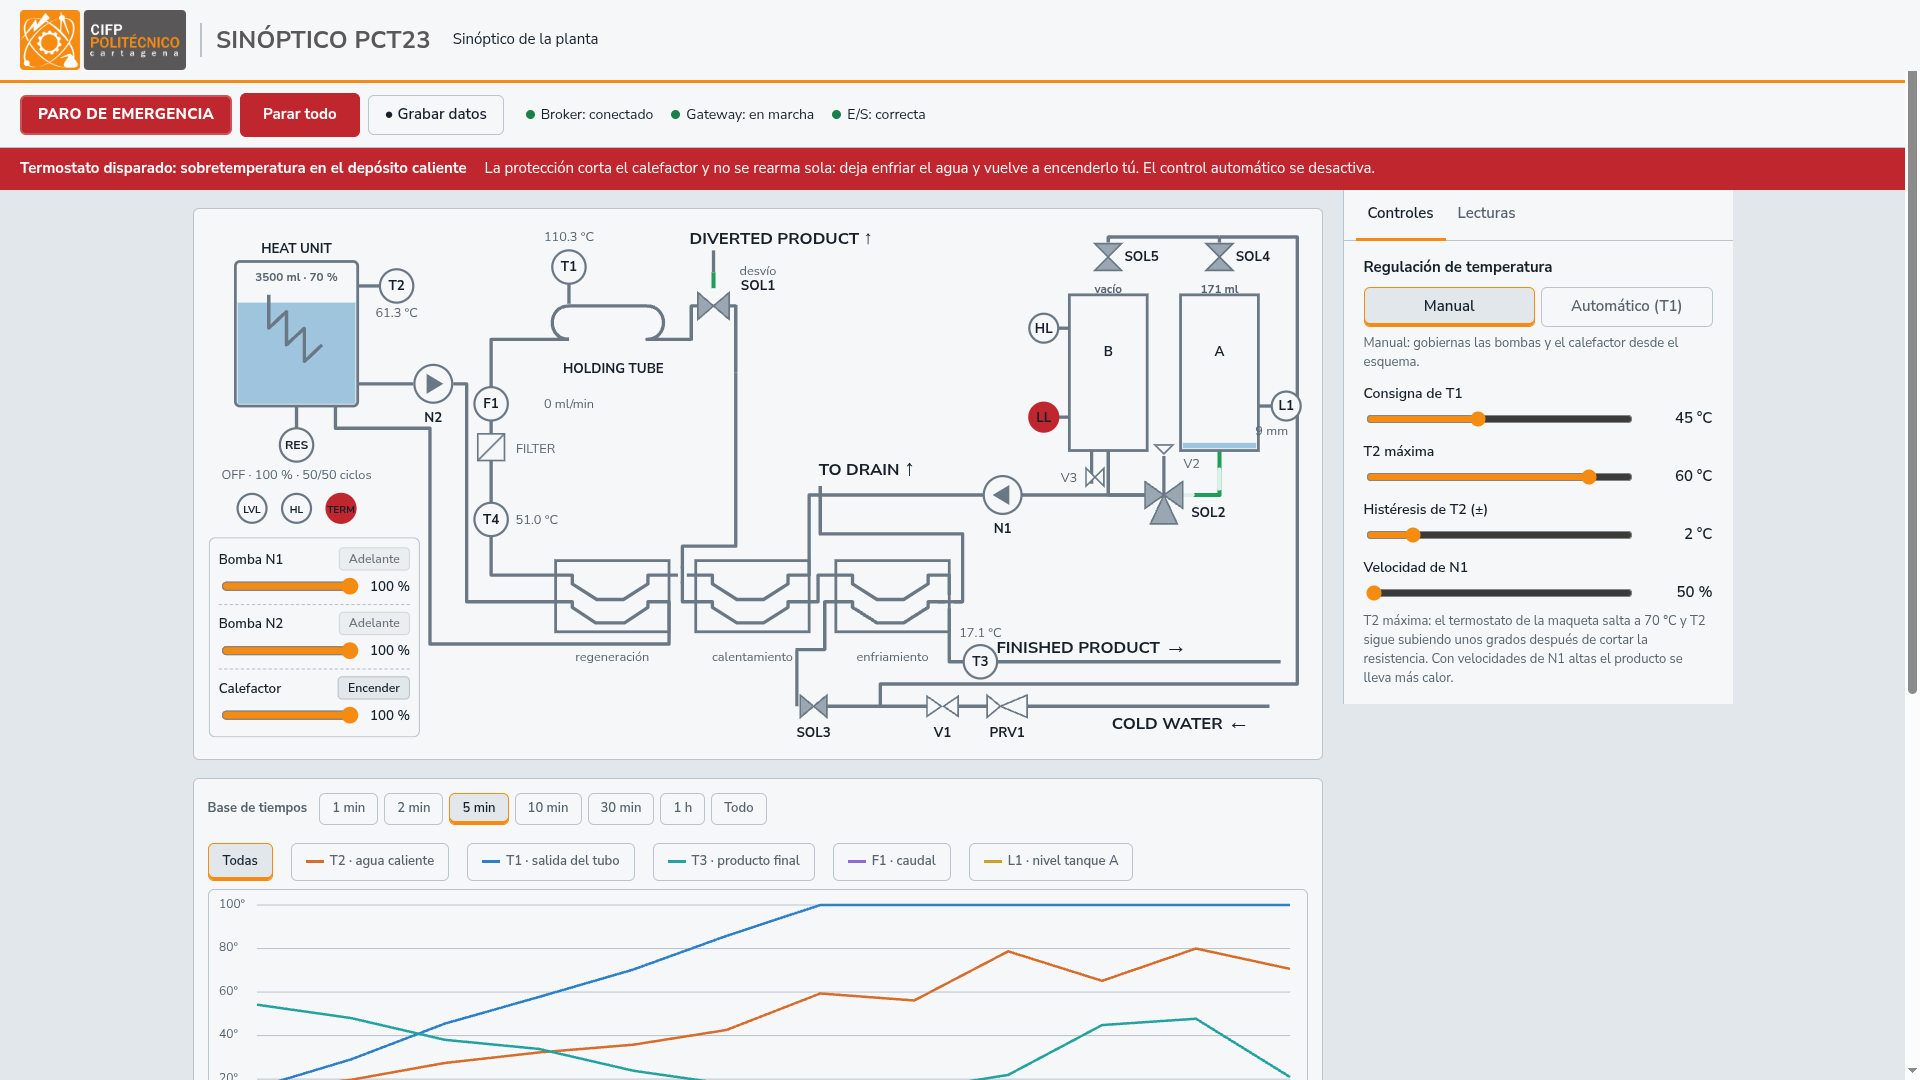 CIFP
POLITÉCNICO
cartagena
SINÓPTICO PCT23
Sinóptico de la planta
PARO DE EMERGENCIA
Parar todo
● Grabar datos
Broker: conectado
Gateway: en marcha
E/S: correcta
Termostato disparado: sobretemperatura en el depósito caliente
La protección corta el calefactor y no se rearma sola: deja enfriar el agua y vuelve a encenderlo tú. El control automático se desactiva.
HEAT UNIT
3500 ml · 70 %
T2
61.3 °C
110.3 °C
T1
DIVERTED PRODUCT ↑
desvío
SOL1
HOLDING TUBE
N2
F1
0 ml/min
FILTER
RES
OFF · 100 % · 50/50 ciclos
LVL
HL
TERM
T4
51.0 °C
SOL5
SOL4
vacío
171 ml
HL
B
A
LL
L1
9 mm
V3
V2
TO DRAIN ↑
N1
SOL2
Bomba N1
Adelante
100 %
Bomba N2
Adelante
100 %
Calefactor
Encender
100 %
regeneración
calentamiento
enfriamiento
17.1 °C
T3
FINISHED PRODUCT →
SOL3
V1
PRV1
COLD WATER ←
Controles
Lecturas
Regulación de temperatura
Manual
Automático (T1)
Manual: gobiernas las bombas y el calefactor desde el
esquema.
Consigna de T1
45 °C
T2 máxima
60 °C
Histéresis de T2 (±)
2 °C
Velocidad de N1
50 %
T2 máxima: el termostato de la maqueta salta a 70 °C y T2
sigue subiendo unos grados después de cortar la
resistencia. Con velocidades de N1 altas el producto se
lleva más calor.
Base de tiempos
1 min
2 min
5 min
10 min
30 min
1 h
Todo
Todas
T2 · agua caliente
T1 · salida del tubo
T3 · producto final
F1 · caudal
L1 · nivel tanque A
100°
80°
60°
40°
20°